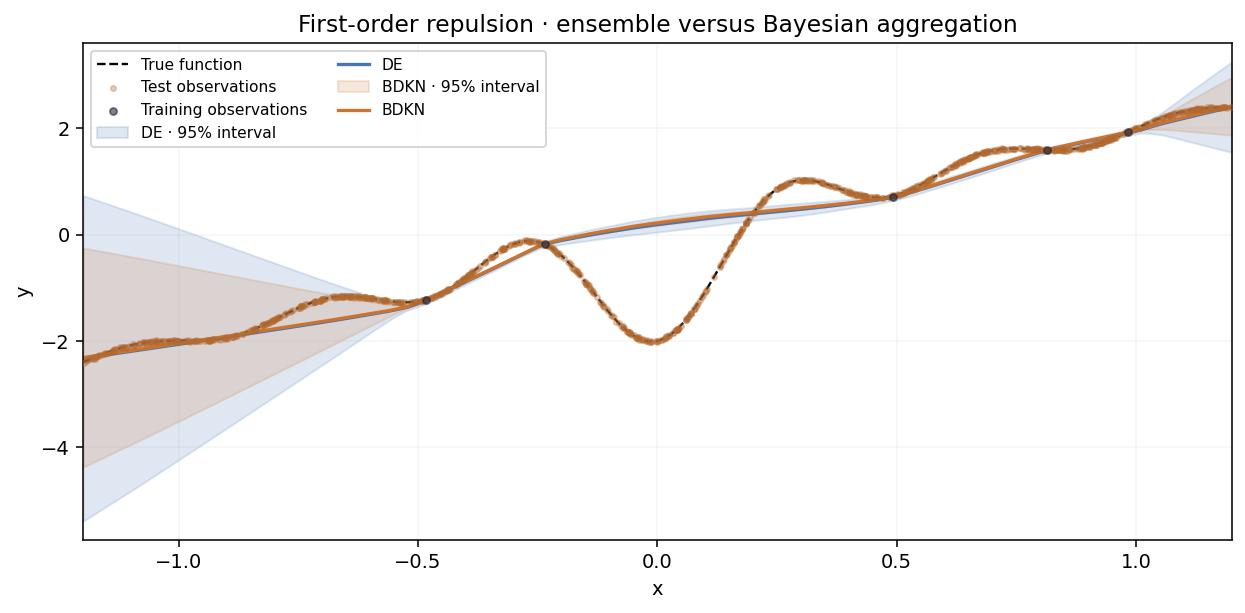 First-order repulsion · ensemble versus Bayesian aggregation
True function
Test observations
Training observations
DE · 95% interval
DE
BDKN · 95% interval
BDKN
y
2
0
−2
−4
−1.0
−0.5
0.0
0.5
1.0
x